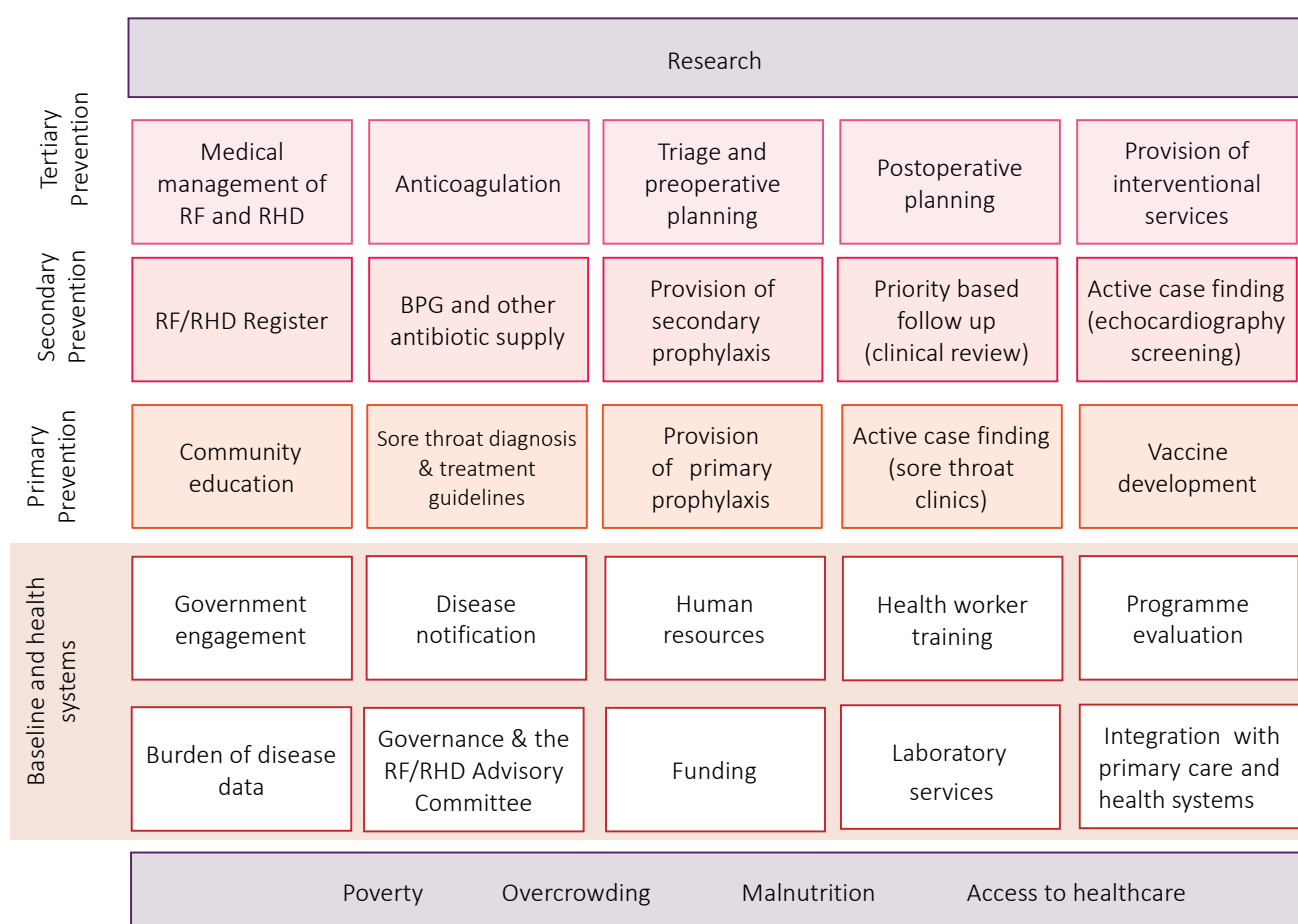 Research
Tertiary
Prevention
Medical
management of
RF and RHD
Anticoagulation
Triage and
preoperative
planning
Postoperative
planning
Provision of
interventional
services
Secondary
Prevention
RF/RHD Register
BPG and other
antibiotic supply
Provision of
secondary
prophylaxis
Priority based
follow up
(clinical review)
Active case finding
(echocardiography
screening)
Primary
Prevention
Community
education
Sore throat diagnosis
& treatment
guidelines
Provision
of primary
prophylaxis
Active case finding
(sore throat
clinics)
Vaccine
development
Baseline and health
systems
Government
engagement
Disease
notification
Human
resources
Health worker
training
Programme
evaluation
Burden of disease
data
Governance & the
RF/RHD Advisory
Committee
Funding
Laboratory
services
Integration with
primary care and
health systems
Poverty Overcrowding Malnutrition Access to healthcare